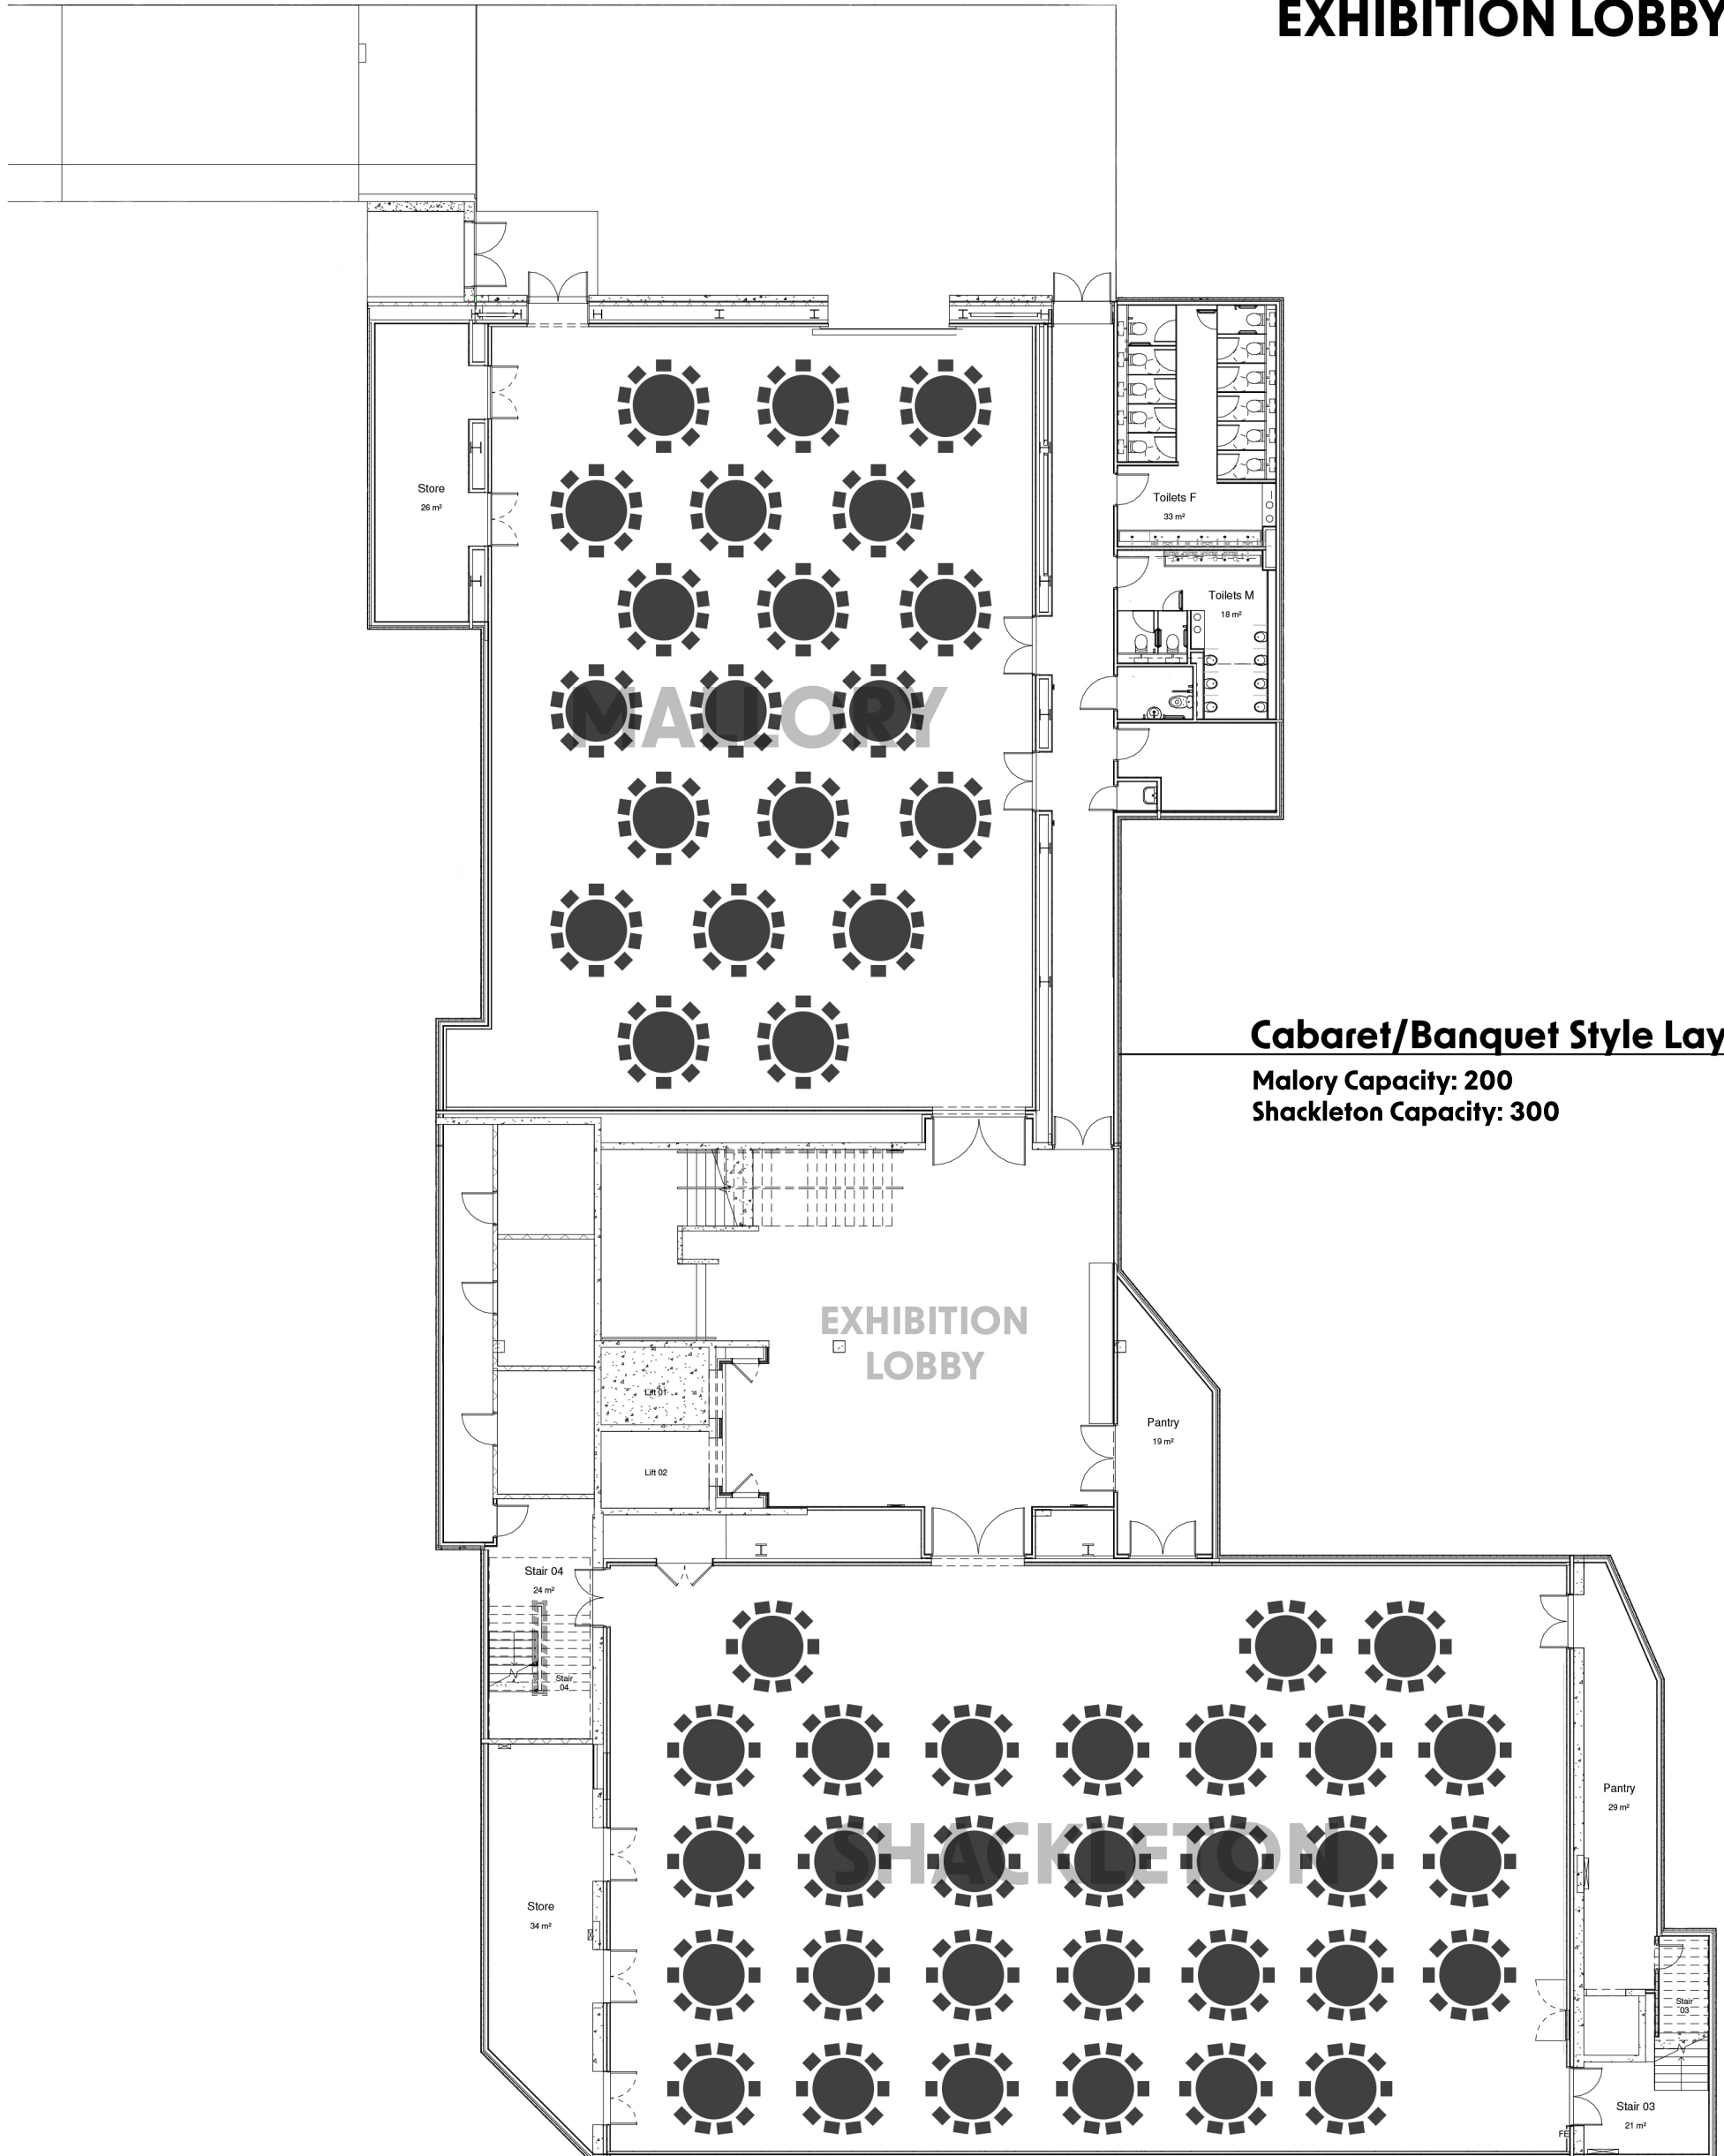 EXHIBITION LOBBY
Store
26 m²
Toilets F
33 m²
Toilets M
18 m²
MALLORY
Cabaret/Banquet Style Lay
Malory Capacity: 200
Shackleton Capacity: 300
EXHIBITION
LOBBY
Lift 01
Pantry
19 m²
Lift 02
Stair 04
24 m²
Stair
04
Pantry
29 m²
SHACKLETON
Store
34 m²
Stair
03
Stair 03
21 m²
FE